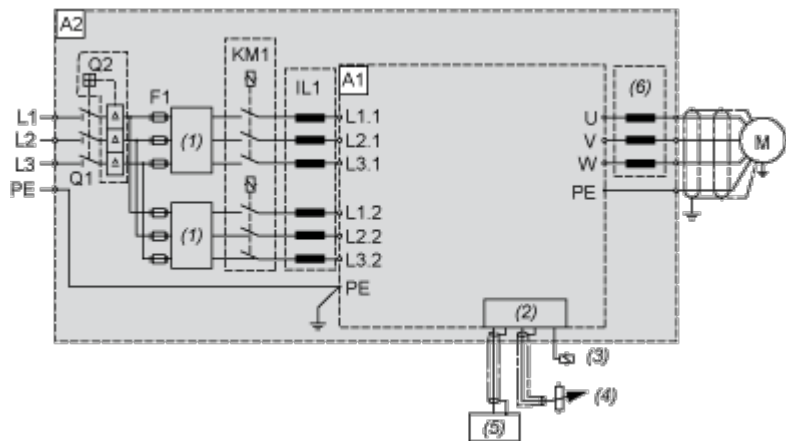 A2
Q2
KM1
F1
IL1
A1
(6)
L1
L2
L3
PE
Q1
(1)
L1.1
L2.1
L3.1
U
V
W
PE
M
(1)
L1.2
L2.2
L3.2
PE
(2)
(3)
(4)
(5)